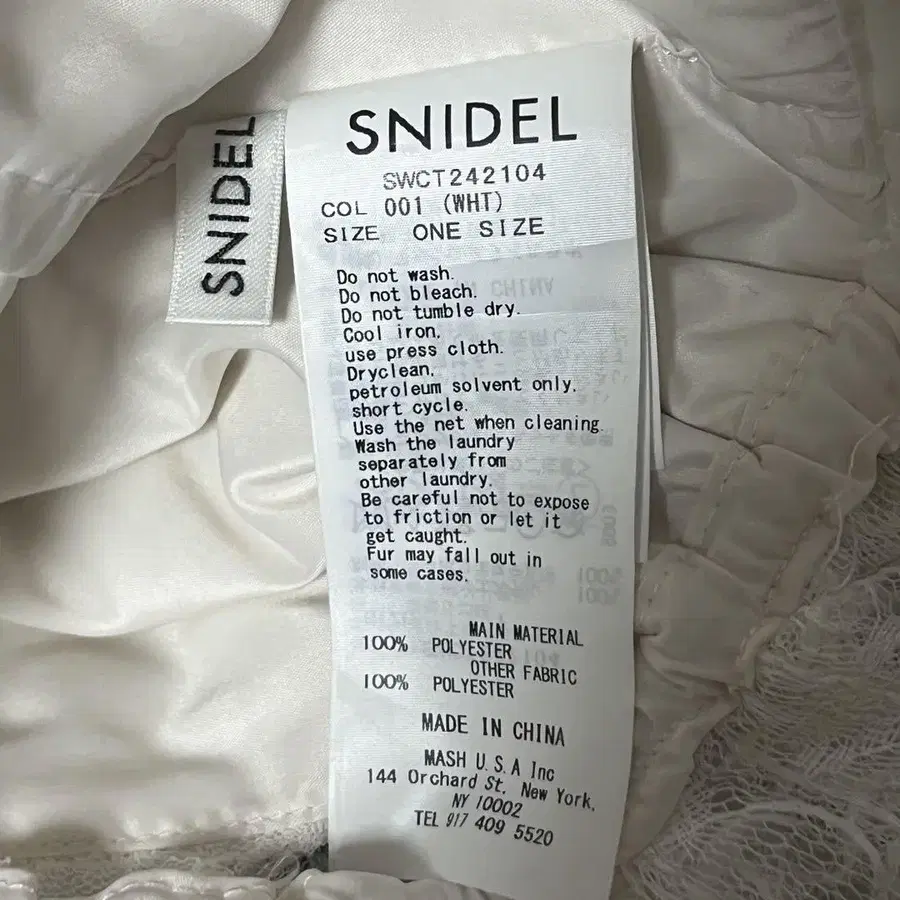 SNIDEL
SNIDEL
SWCT242104
COL 001 (WHT)
SIZE ONE SIZE
Do not wash.
Do not bleach.
Do not tumble dry.
Cool iron.
use press cloth.
Dryclean.
petroleum solvent only.
short cycle.
Use the net when cleaning.
Wash the laundry
separately from
other laundry.
Be careful not to expose
to friction or let it
get caught.
Fur may fall out in
some cases.
MAIN MATERIAL
100% POLYESTER
OTHER FABRIC
100% POLYESTER
MADE IN CHINA
MASH U.S.A Inc
144 Orchard St, New York,
NY 10002
TEL 917 409 5520